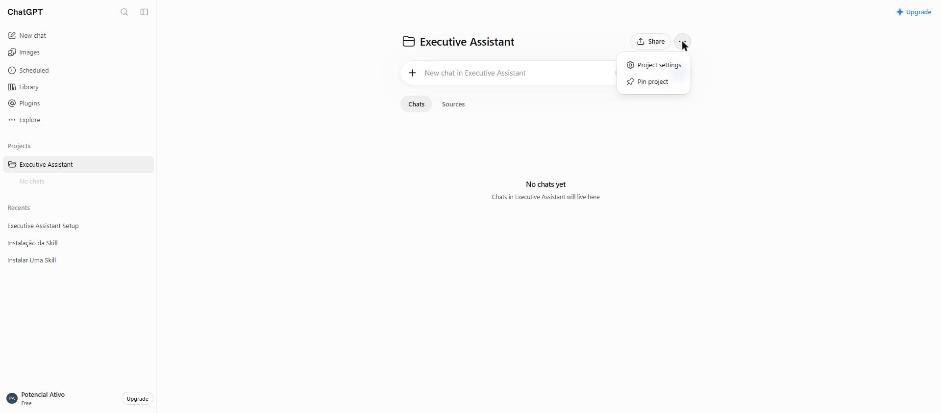 ChatGPT
New chat
Images
Scheduled
Library
Plugins
Explore
Projects
Executive Assistant
No chats
Recents
Executive Assistant Setup
Instalação da Skill
Instalar Uma Skill
PA
Potencial Ativo
Free
Upgrade
Upgrade
Executive Assistant
Share
Project settings
Pin project
New chat in Executive Assistant
Chats
Sources
No chats yet
Chats in Executive Assistant will live here